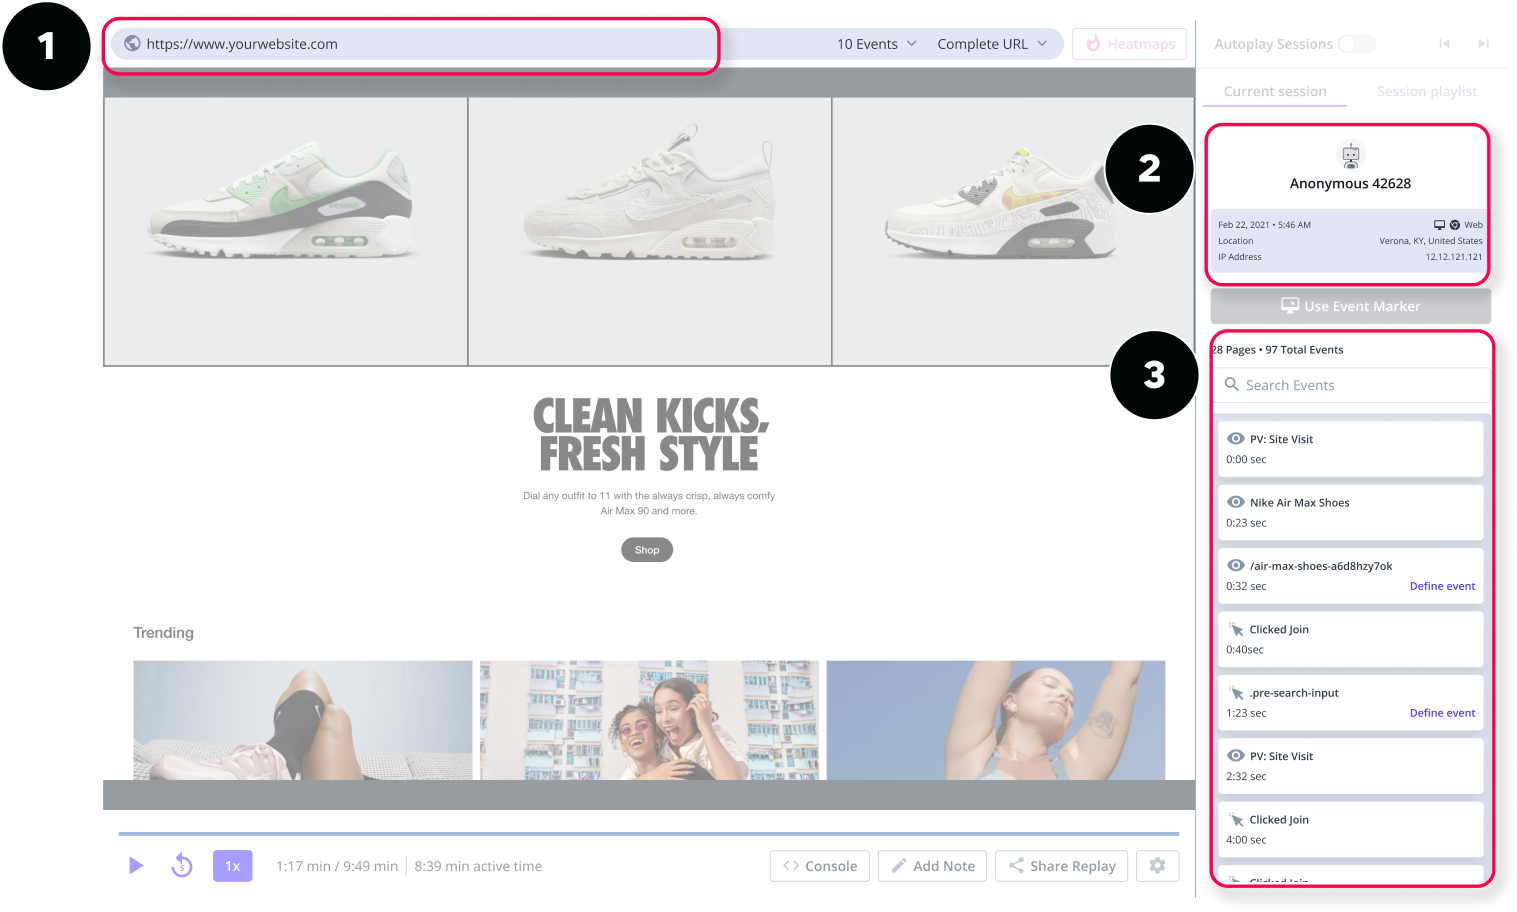 1
https://www.yourwebsite.com
10 Events
Complete URL
Heatmaps
Autoplay Sessions
Current session
Session playlist
2
Anonymous 42628
Feb 22, 2021 • 5:46 AM
Web
Location
Verona, KY, United States
IP Address
12.12.121.121
Use Event Marker
3
28 Pages • 97 Total Events
Search Events
PV: Site Visit
0:00 sec
Nike Air Max Shoes
0:23 sec
/air-max-shoes-a6d8hzy7ok
0:32 sec
Define event
Clicked Join
0:40sec
.pre-search-input
1:23 sec
Define event
PV: Site Visit
2:32 sec
Clicked Join
4:00 sec
Clicked Join
CLEAN KICKS,
FRESH STYLE
Dial any outfit to 11 with the always crisp, always comfy
Air Max 90 and more.
Shop
Trending
5
1x
1:17 min / 9:49 min
8:39 min active time
Console
Add Note
Share Replay